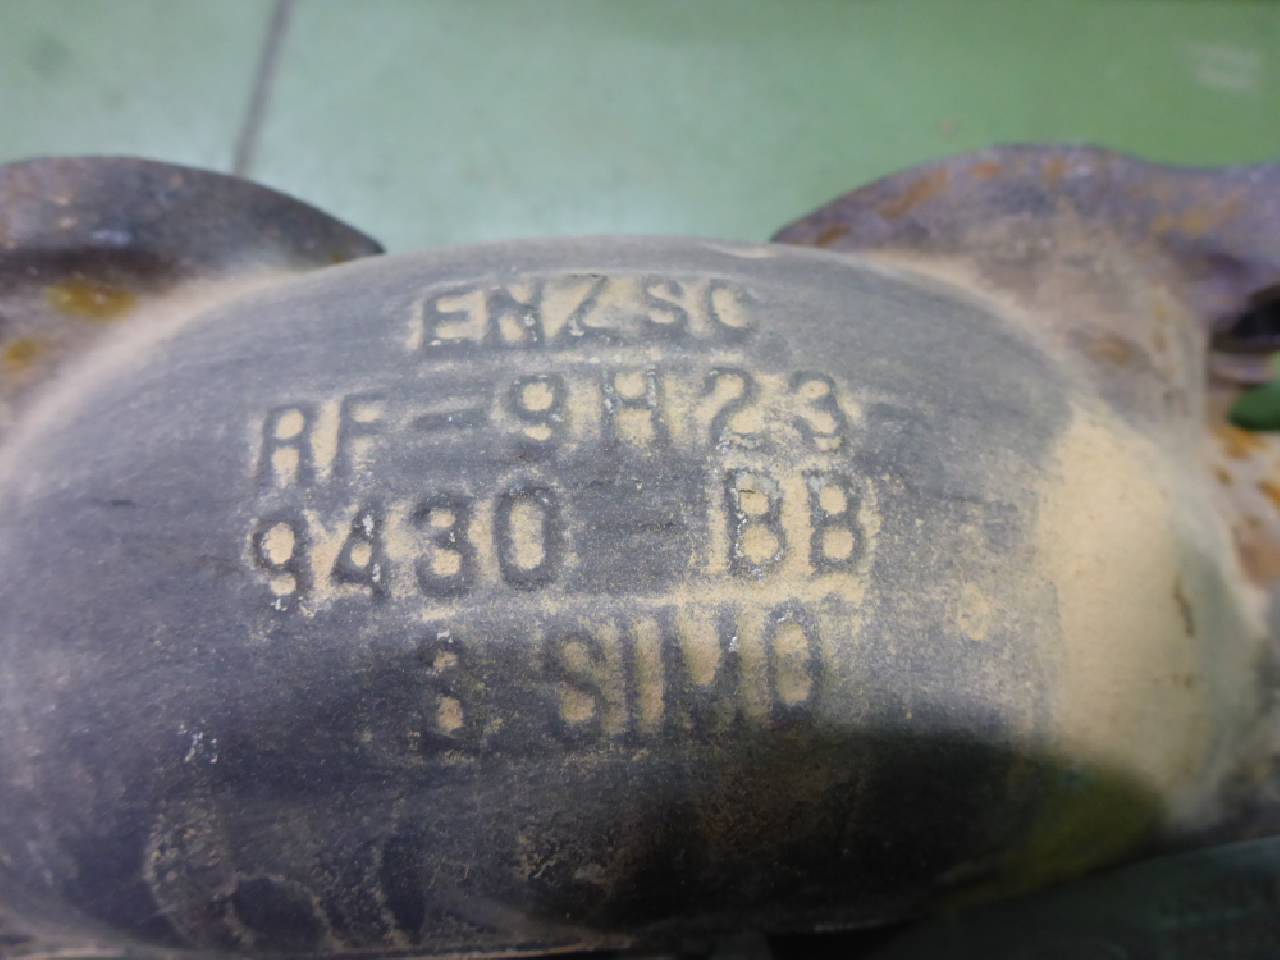 ENZSC
RF-9H23-
9430-BB
S SIMO